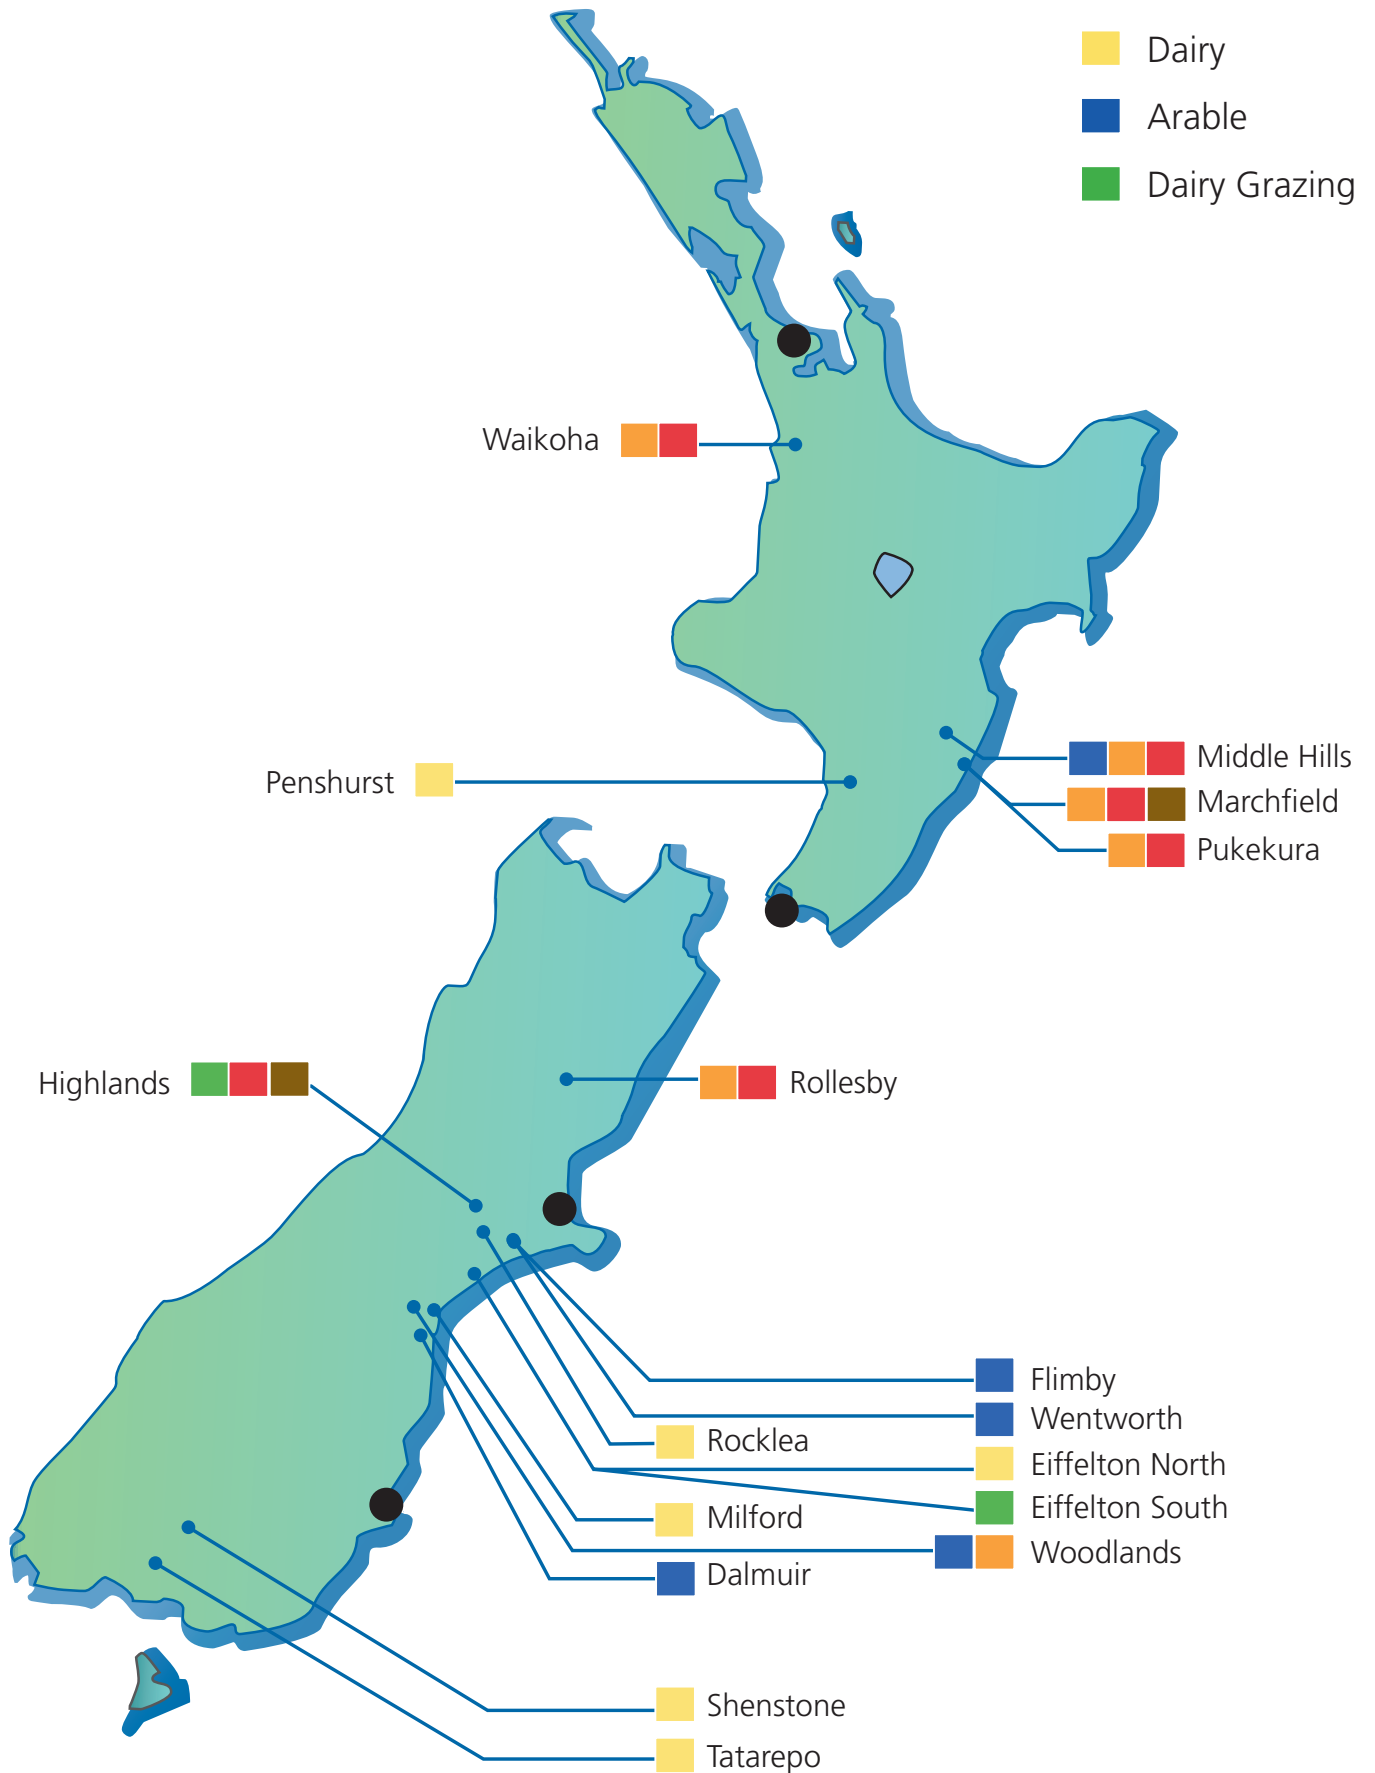 Dairy
Arable
Dairy Grazing
Waikoha
Middle Hills
Penshurst
Marchfield
Pukekura
Highlands
Rollesby
Flimby
Wentworth
Rocklea
Eiffelton North
Eiffelton South
Milford
Woodlands
Dalmuir
Shenstone
Tatarepo